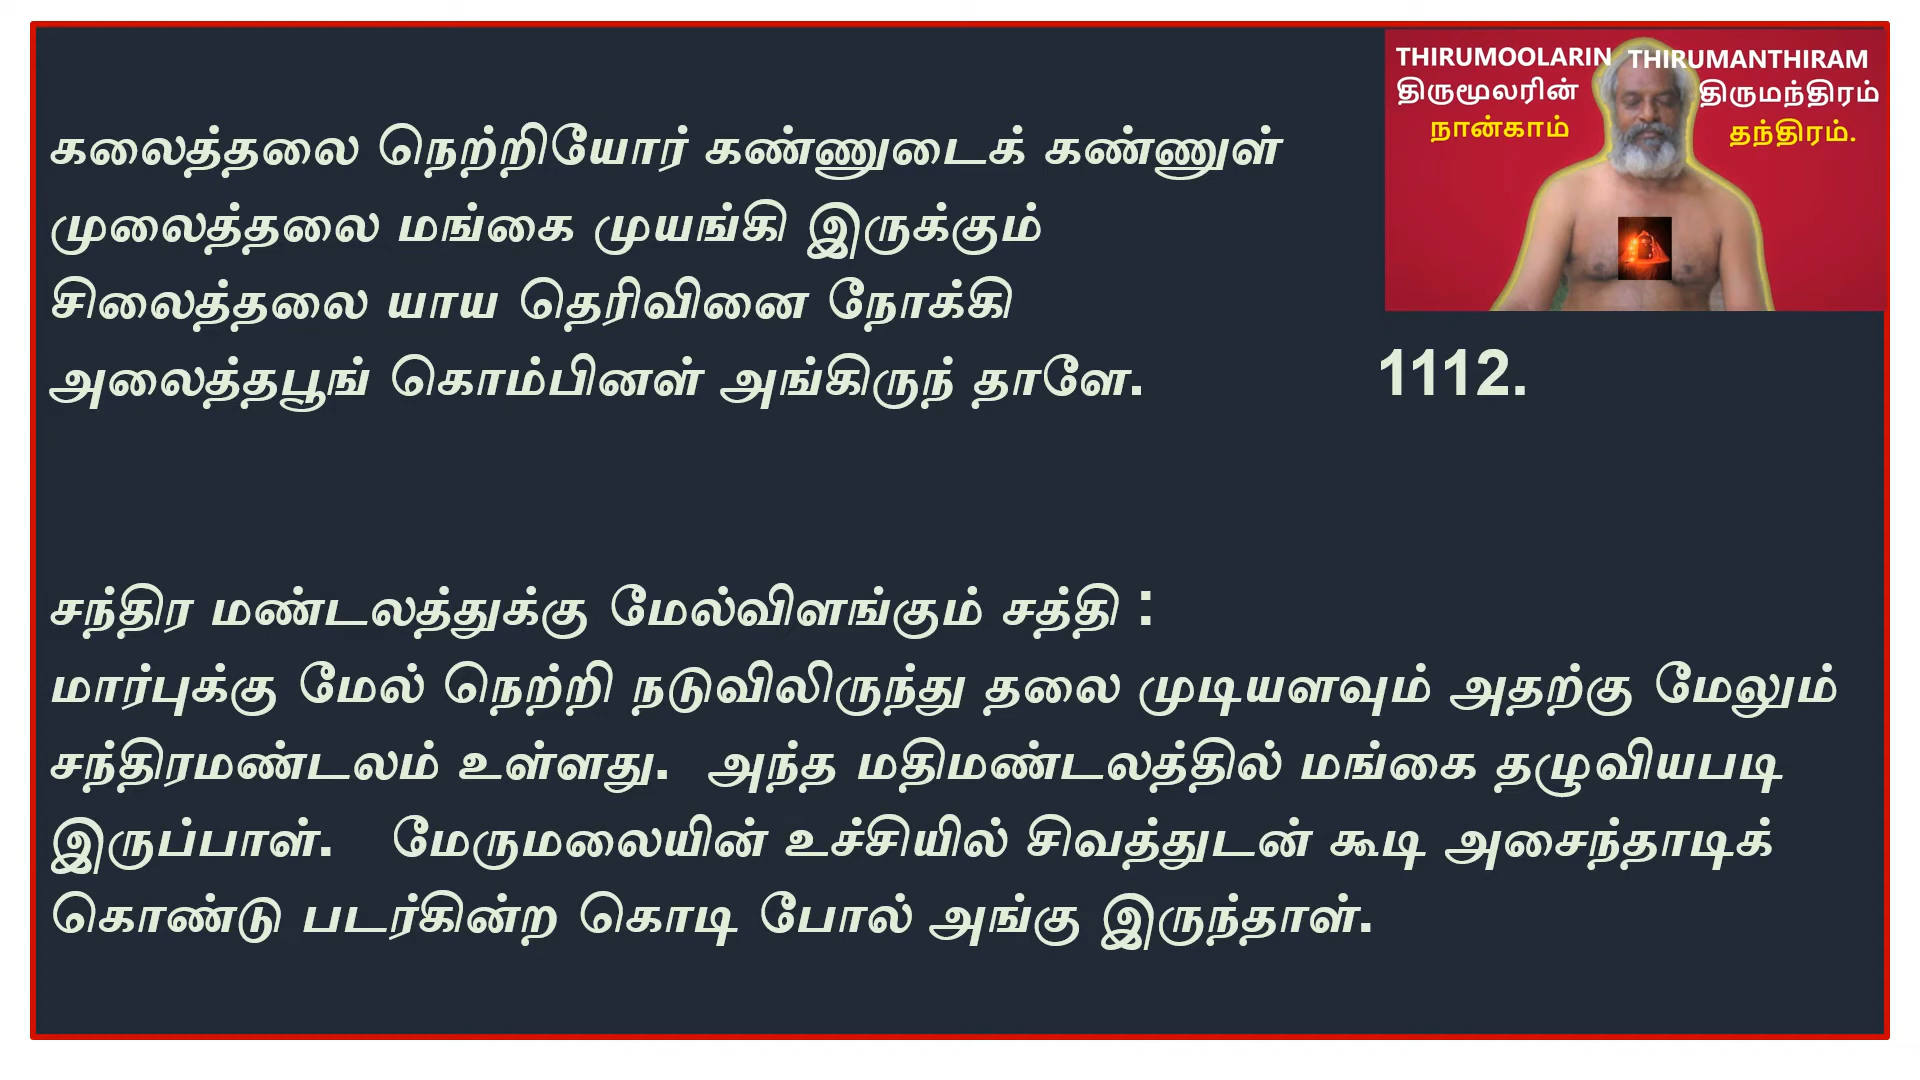 THIRUMOOLARIN THIRUMANTHIRAM
திருமூலரின் திருமந்திரம்
நான்காம் தந்திரம்.
கலைத்தலை நெற்றியோர் கண்ணுடைக் கண்ணுள்
முலைத்தலை மங்கை முயங்கி இருக்கும்
சிலைத்தலை யாய தெரிவினை நோக்கி
அலைத்தபூங் கொம்பினள் அங்கிருந் தாளே. 1112.
சந்திர மண்டலத்துக்கு மேல்விளங்கும் சத்தி :
மார்புக்கு மேல் நெற்றி நடுவிலிருந்து தலை முடியளவும் அதற்கு மேலும்
சந்திரமண்டலம் உள்ளது. அந்த மதிமண்டலத்தில் மங்கை தழுவியபடி
இருப்பாள். மேருமலையின் உச்சியில் சிவத்துடன் கூடி அசைந்தாடிக்
கொண்டு படர்கின்ற கொடி போல் அங்கு இருந்தாள்.